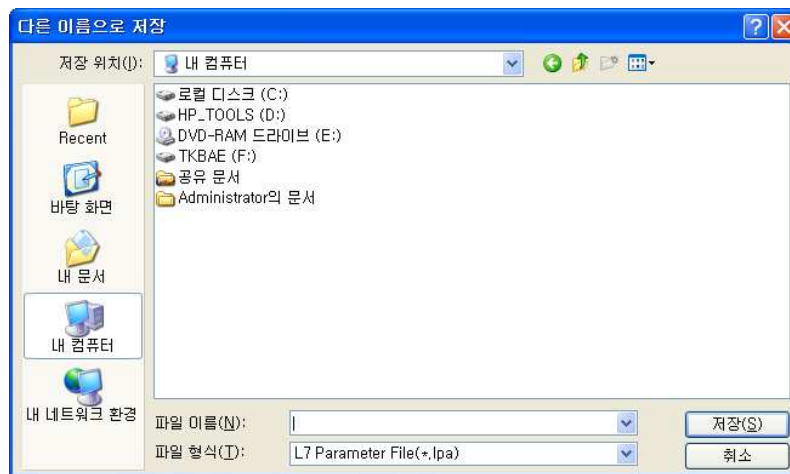 다른 이름으로 저장
저장 위치(I): 내 컴퓨터
로컬 디스크 (C:)
HP_TOOLS (D:)
DVD-RAM 드라이브 (E:)
TKBAE (F:)
공유 문서
Administrator의 문서
Recent
바탕 화면
내 문서
내 컴퓨터
내 네트워크 환경
파일 이름(N): 저장(S)
파일 형식(T): L7 Parameter File(*.lpa) 취소